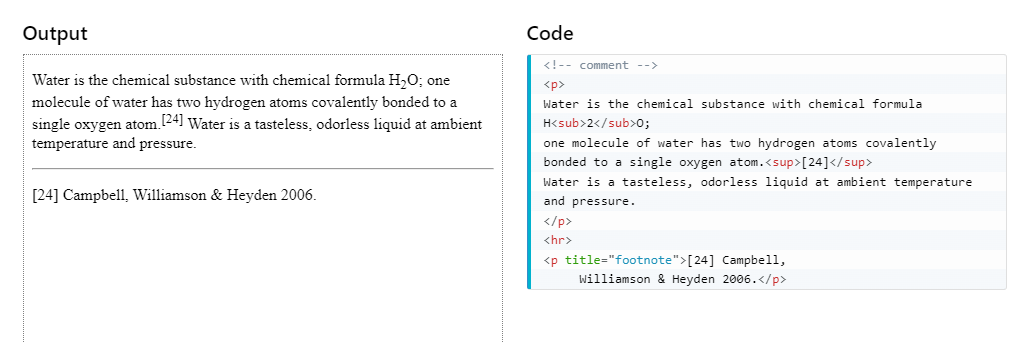 Output
Water is the chemical substance with chemical formula H₂O; one
molecule of water has two hydrogen atoms covalently bonded to a
single oxygen atom.[24] Water is a tasteless, odorless liquid at ambient
temperature and pressure.
[24] Campbell, Williamson & Heyden 2006.
Code
<!-- comment -->
<p>
Water is the chemical substance with chemical formula
H<sub>2</sub>O;
one molecule of water has two hydrogen atoms covalently
bonded to a single oxygen atom.<sup>[24]</sup>
Water is a tasteless, odorless liquid at ambient temperature
and pressure.
</p>
<hr>
<p title="footnote">[24] Campbell,
     Williamson & Heyden 2006.</p>